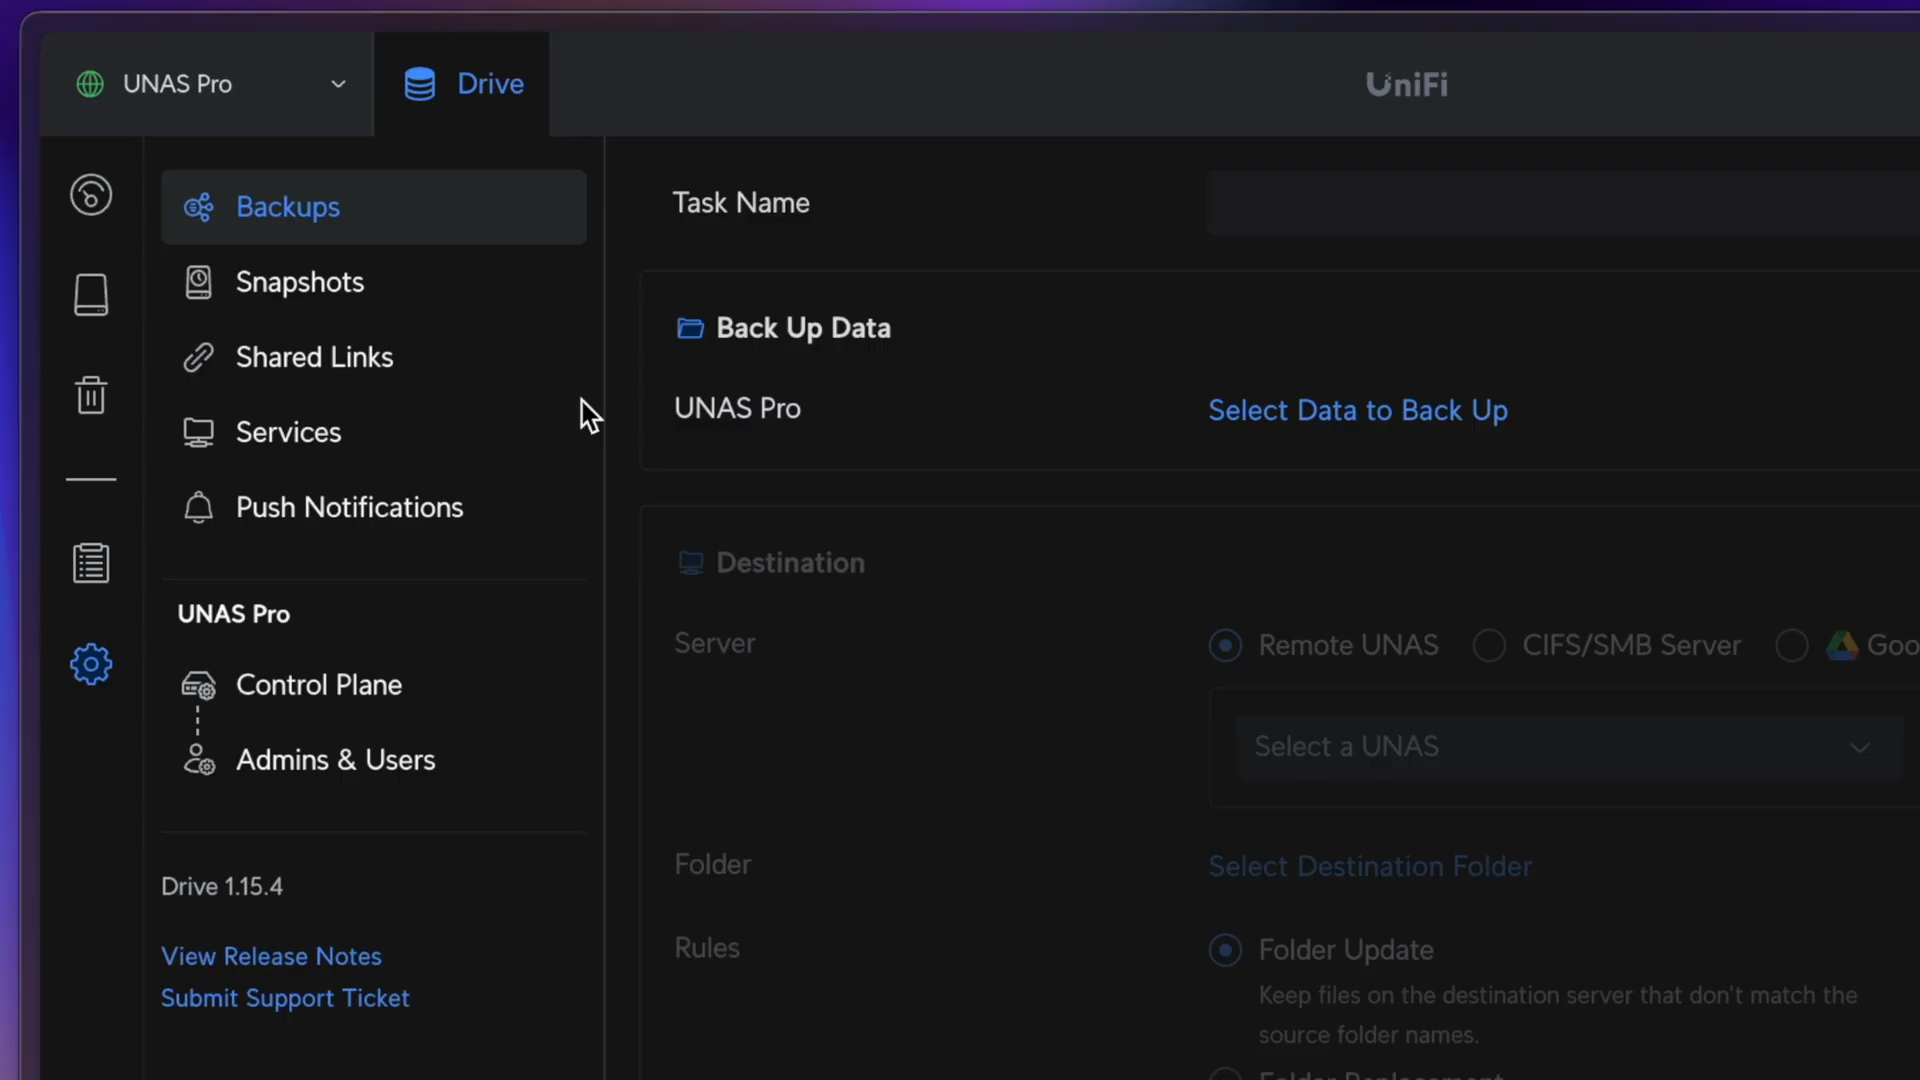 UNAS Pro
Drive
UniFi
Backups
Snapshots
Shared Links
Services
Push Notifications
UNAS Pro
Control Plane
Admins & Users
Drive 1.15.4
View Release Notes
Submit Support Ticket
Task Name
Back Up Data
UNAS Pro
Select Data to Back Up
Destination
Server
Remote UNAS
CIFS/SMB Server
Goo
Select a UNAS
Folder
Select Destination Folder
Rules
Folder Update
Keep files on the destination server that don't match the
source folder names.
Folder Replacement